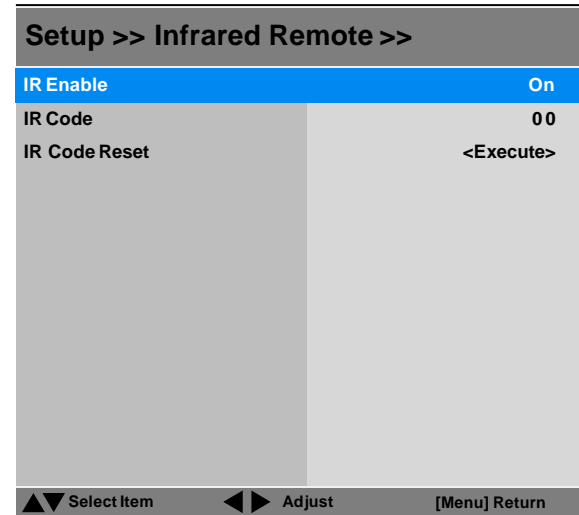 Setup >> Infrared Remote >>
IR Enable On
IR Code 00
IR Code Reset <Execute>
Select Item Adjust [Menu] Return